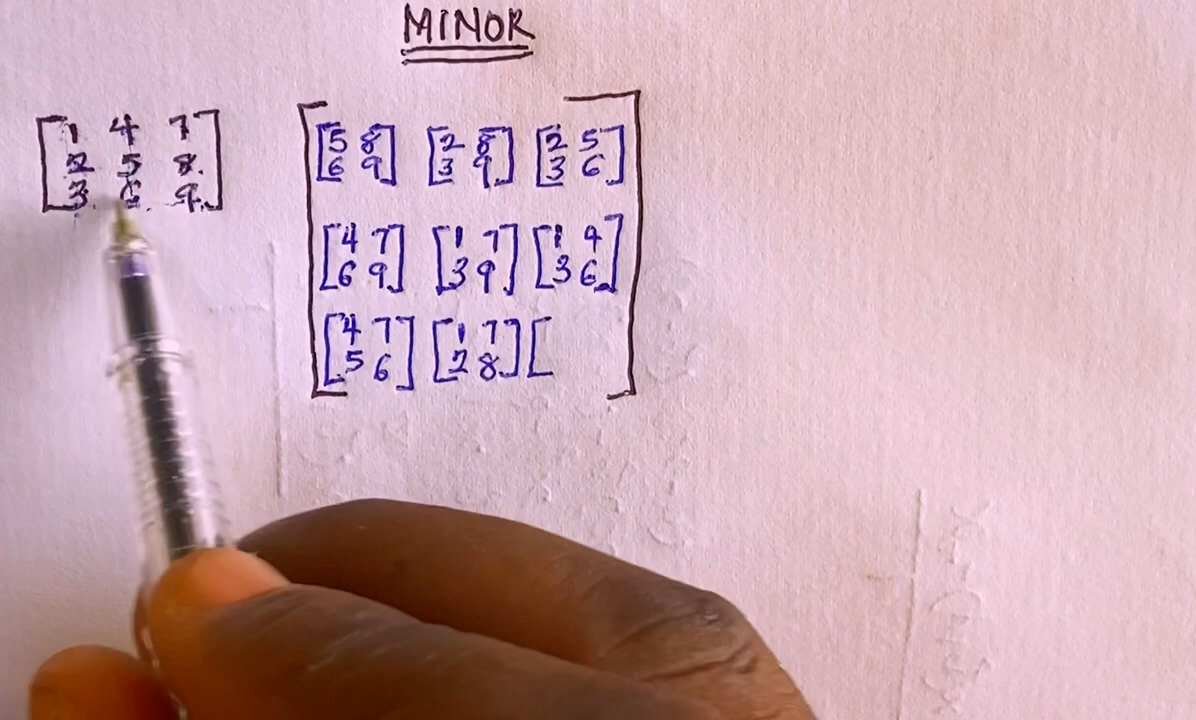 MINOR
[1 4 7] [[5 8] [2 8] [2 5]
[2 5 8] [6 9] [3 9] [3 6]
[3 6 9] [4 7] [1 7] [1 4]
[6 9] [3 9] [3 6]
[4 7] [1 7] [
[5 6] [2 8]]